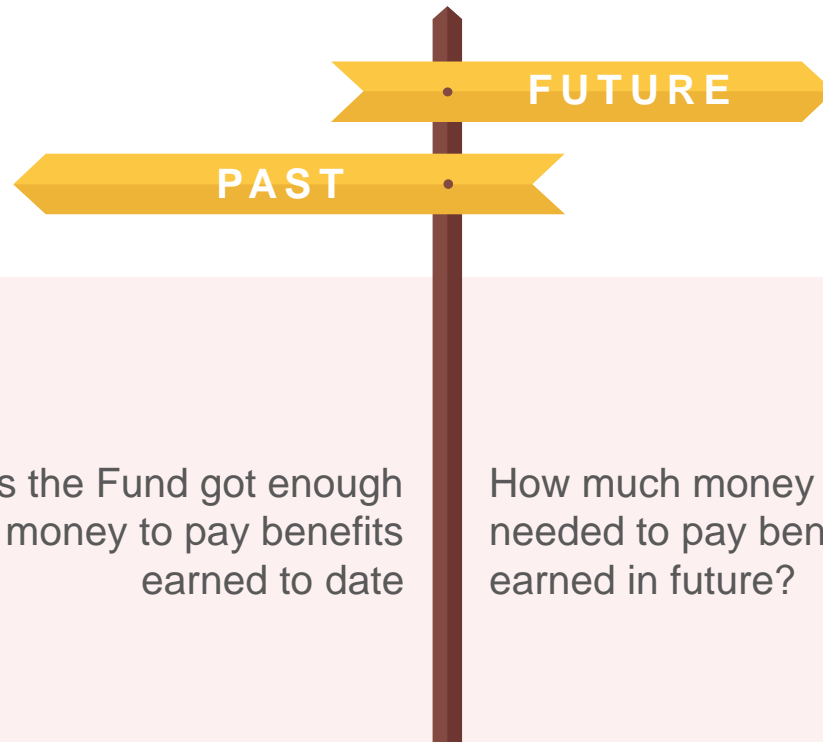 FUTURE
PAST
s the Fund got enough
money to pay benefits
earned to date
How much money
needed to pay ben
earned in future?